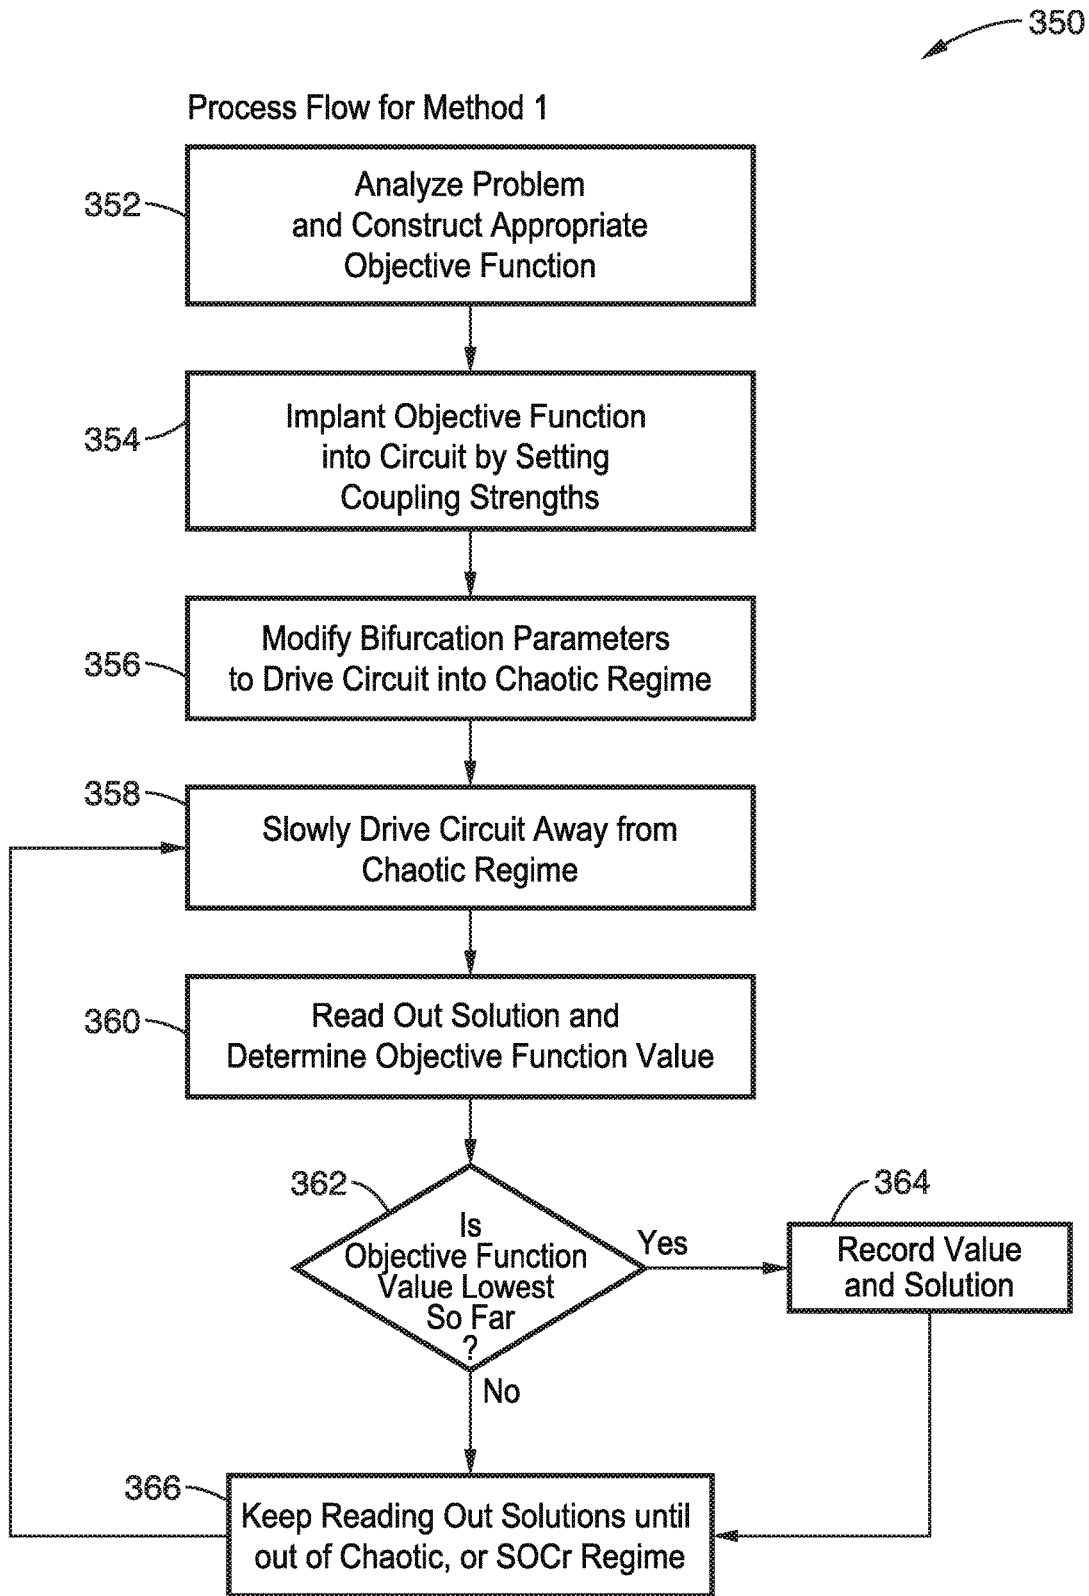 350
Process Flow for Method 1
352
Analyze Problem
and Construct Appropriate
Objective Function
354
Implant Objective Function
into Circuit by Setting
Coupling Strengths
356
Modify Bifurcation Parameters
to Drive Circuit into Chaotic Regime
358
Slowly Drive Circuit Away from
Chaotic Regime
360
Read Out Solution and
Determine Objective Function Value
362
Is
Objective Function
Value Lowest
So Far
?
Yes
364
Record Value
and Solution
No
366
Keep Reading Out Solutions until
out of Chaotic, or SOCr Regime